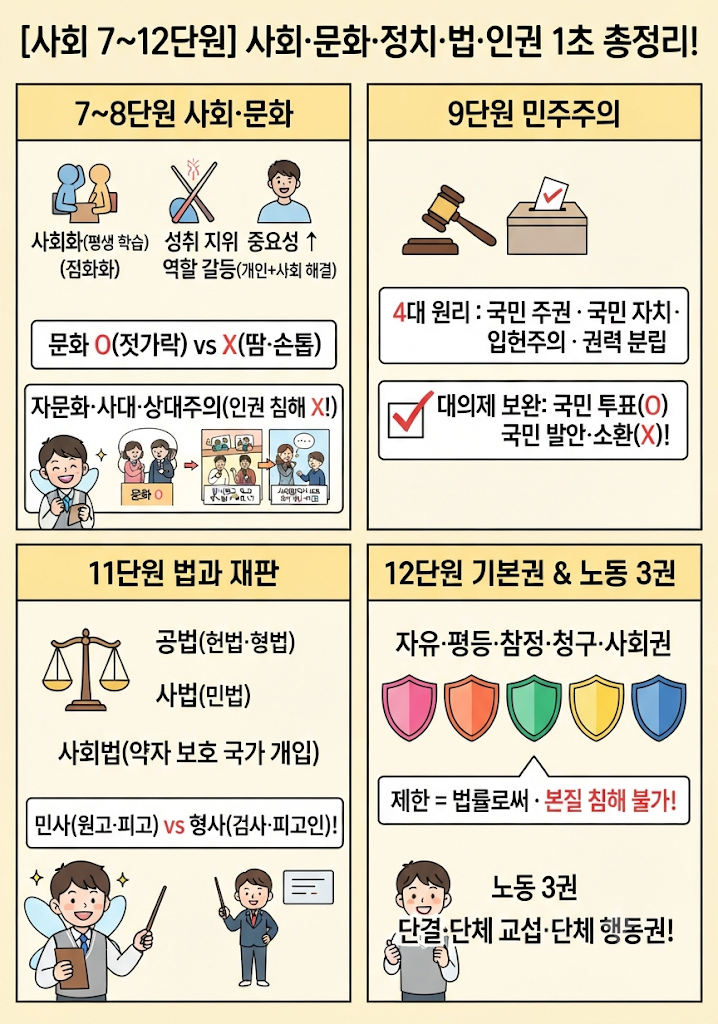 [사회 7~12단원] 사회·문화·정치·법·인권 1초 총정리!
7~8단원 사회·문화
사회화(평생 학습)
(점화화)
성취 지위 중요성 ↑
역할 갈등(개인+사회 해결)
문화 O(젓가락) vs X(땀·손톱)
자문화·사대·상대주의(인권 침해 X!)
문화 O
9단원 민주주의
4대 원리 : 국민 주권 · 국민 자치·
입헌주의 · 권력 분립
대의제 보완: 국민 투표(O)
국민 발안·소환(X)!
11단원 법과 재판
공법(헌법·형법)
사법(민법)
사회법(약자 보호 국가 개입)
민사(원고·피고) vs 형사(검사·피고인)!
12단원 기본권 & 노동 3권
자유·평등·참정·청구·사회권
제한 = 법률로써 · 본질 침해 불가!
노동 3권
단결·단체 교섭·단체 행동권!